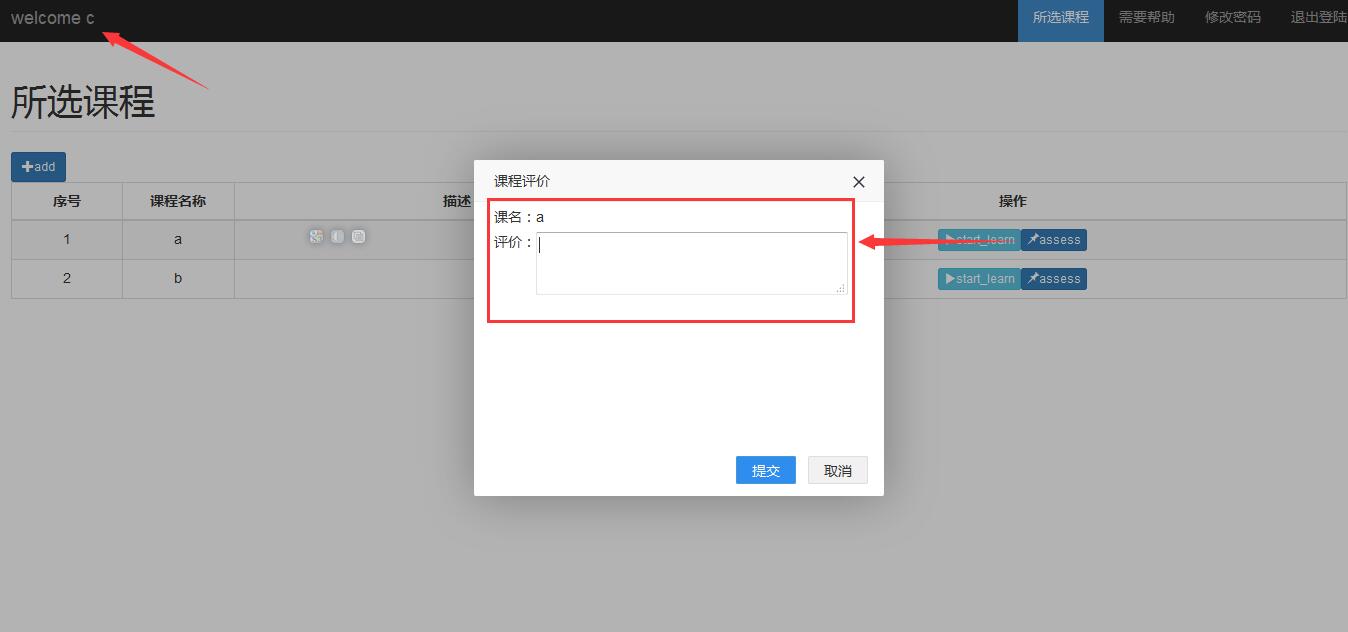 welcome c
所选课程 需要帮助 修改密码 退出登陆
所选课程
add
序号 课程名称 描述 操作
1 a start_learn assess
2 b start_learn assess
课程评价
课名：a
评价：
提交 取消